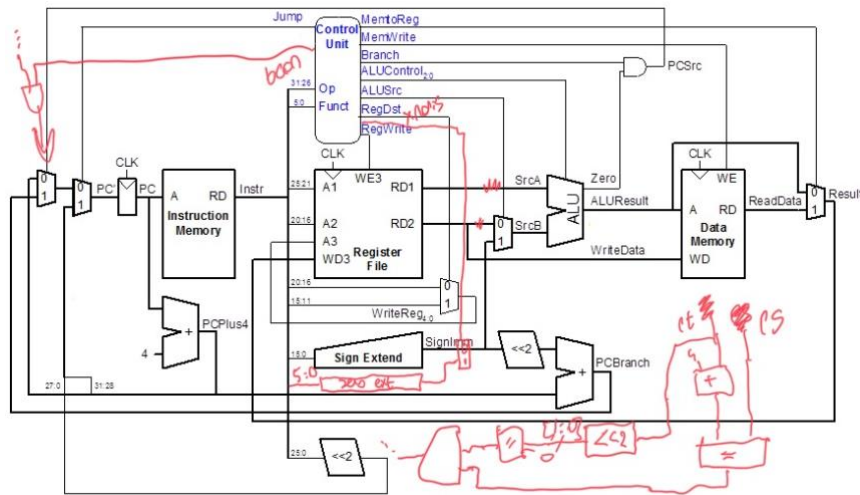 Jump
Control
Unit
MemtoReg
MemWrite
Branch
ALUControl2:0
ALUSrc
RegDst
RegWrite
PCSrc
31:26
Op
5:0
Funct
CLK
CLK
CLK
0
1
PC'
0
1
PC
A
RD
Instruction
Memory
Instr
25:21
A1
WE3
RD1
SrcA
Zero
ALU
ALUResult
WE
A
RD
Data
Memory
WD
ReadData
0
1
Result
20:16
A2
RD2
0
1
SrcB
A3
WD3
Register
File
WriteData
20:16
0
15:11
1
WriteReg4:0
PCPlus4
4
+
SignImm
15:0
Sign Extend
<<2
PCBranch
+
5:0
zero ext
0
1
27:0
31:28
25:0
<<2
rt
rs
4
+
=
<<2
=
0